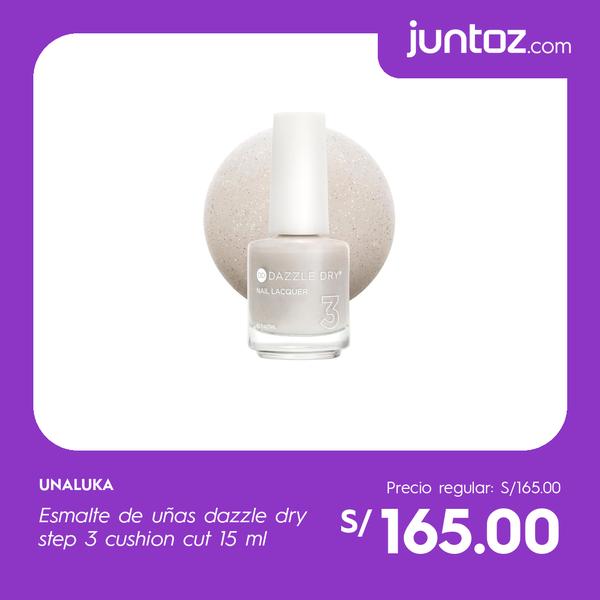 juntoz.com
DD DAZZLE DRY®
NAIL LACQUER
3
UNALUKA
Esmalte de uñas dazzle dry
step 3 cushion cut 15 ml
Precio regular: S/165.00
S/ 165.00